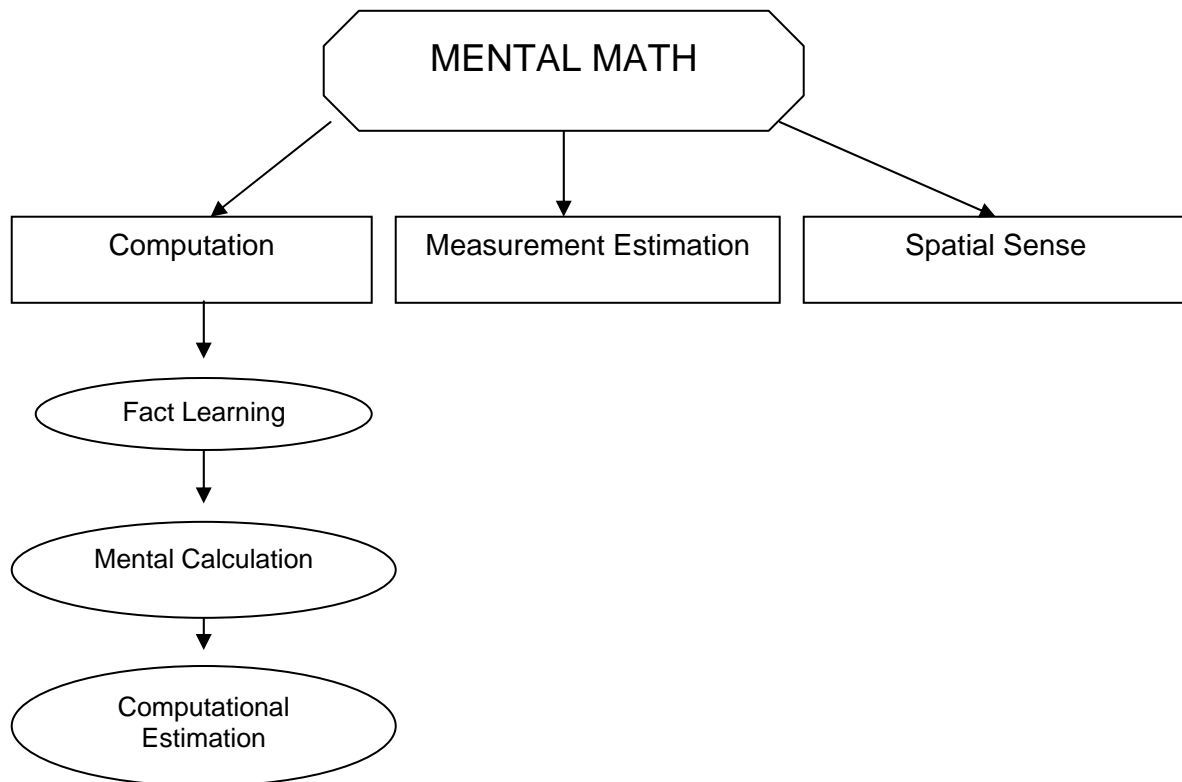 MENTAL MATH
Computation
Measurement Estimation
Spatial Sense
Fact Learning
Mental Calculation
Computational
Estimation